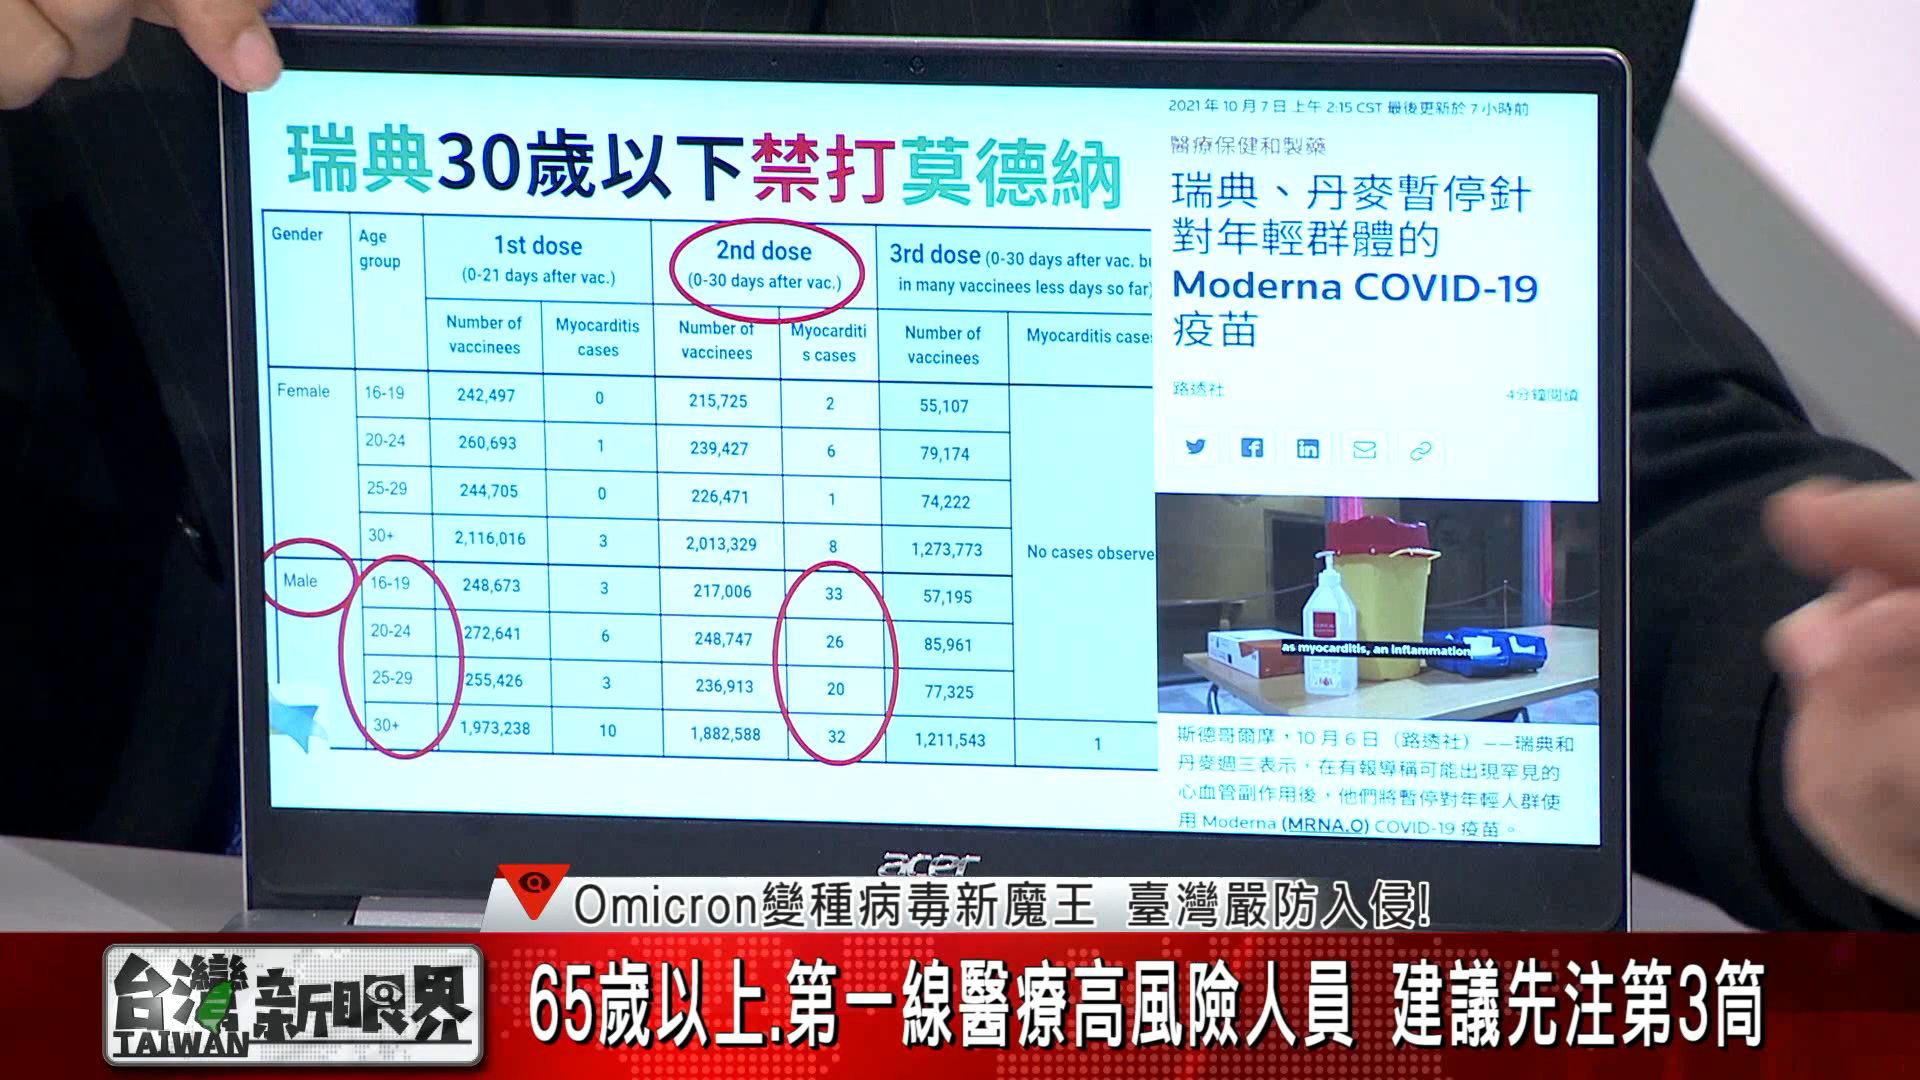 瑞典30歲以下禁打莫德納
Gender
Age group
1st dose
(0-21 days after vac.)
2nd dose
(0-30 days after vac.)
3rd dose (0-30 days after vac.
in many vaccinees less days so far)
Number of vaccinees
Myocarditis cases
Number of vaccinees
Myocarditi
s cases
Number of vaccinees
Myocarditis
Female
16-19 242,497 0 215,725 2 55,107
20-24 260,693 1 239,427 6 79,174
25-29 244,705 0 226,471 1 74,222
30+ 2,116,016 3 2,013,329 8 1,273,773
No cases observe
Male
16-19 248,673 3 217,006 33 57,195
20-24 272,641 6 248,747 26 85,961
25-29 255,426 3 236,913 20 77,325
30+ 1,973,238 10 1,882,588 32 1,211,543 1
2021 年 10 月 7 日 上午 2:15 CST 最後更新於 7 小時前
醫療保健和製藥
瑞典、丹麥暫停針
對年輕群體的
Moderna COVID-19
疫苗
路透社
4分鐘閱讀
as myocarditis, an inflammation
斯德哥爾摩，10 月 6 日（路透社）——瑞典和
丹麥週三表示，在有報導稱可能出現罕見的
心血管副作用後，他們將暫停對年輕人群使
用 Moderna (MRNA.O) COVID-19 疫苗。
acer
Omicron變種病毒新魔王 臺灣嚴防入侵!
台灣新眼界
TAIWAN
65歲以上.第一線醫療高風險人員 建議先注第3筒